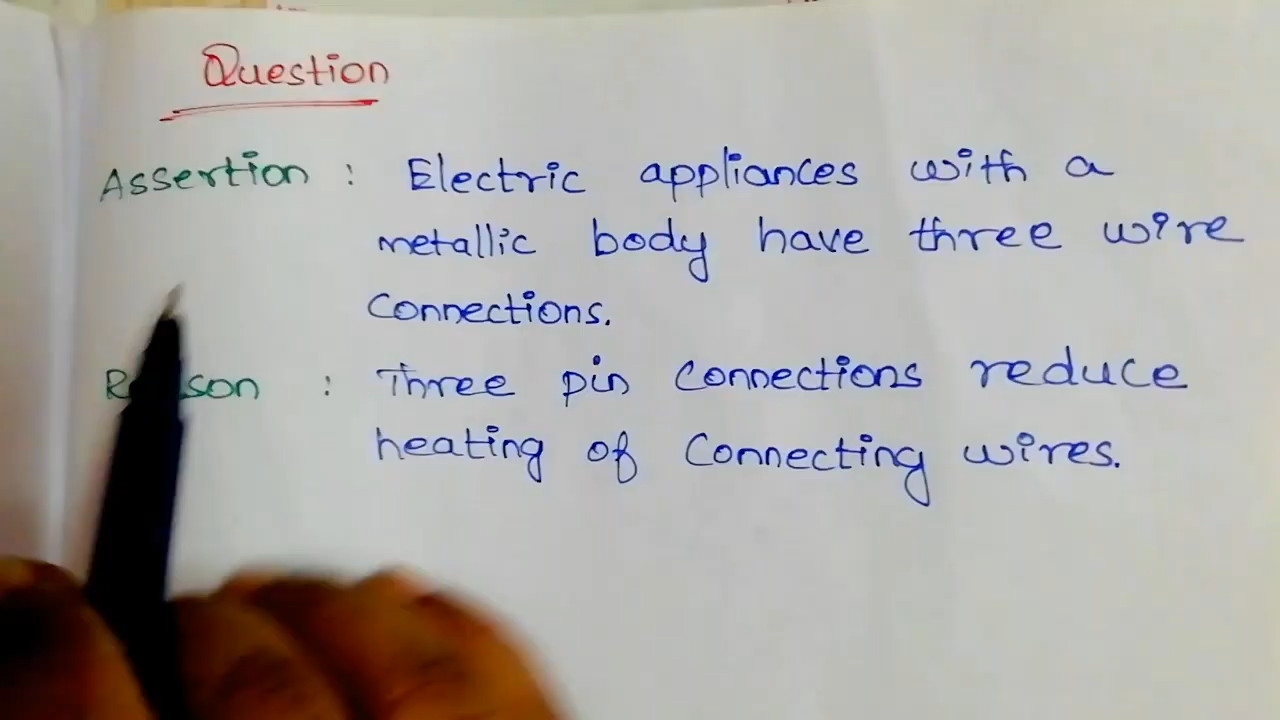 Question
Assertion : Electric appliances with a
metallic body have three wire
Connections.
: Three pin connections reduce
heating of Connecting wires.